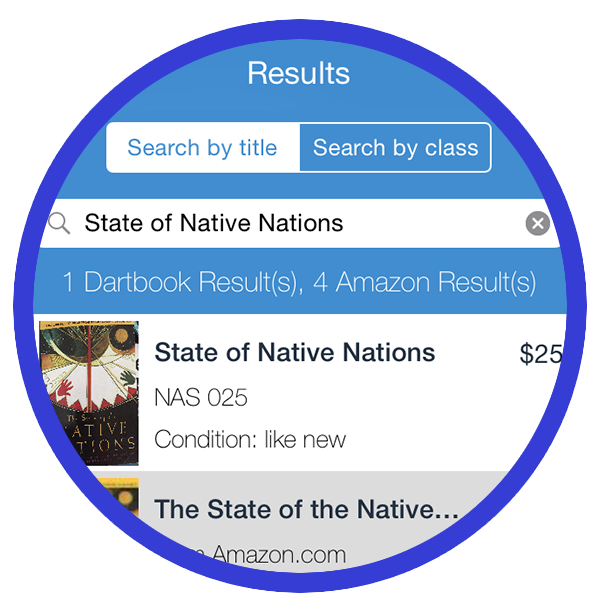 Results
Search by title Search by class
State of Native Nations
1 Dartbook Result(s), 4 Amazon Result(s)
State of Native Nations $25
NAS 025
Condition: like new
The State of the
NATIVE
NATIONS
The State of the Native...
Amazon.com